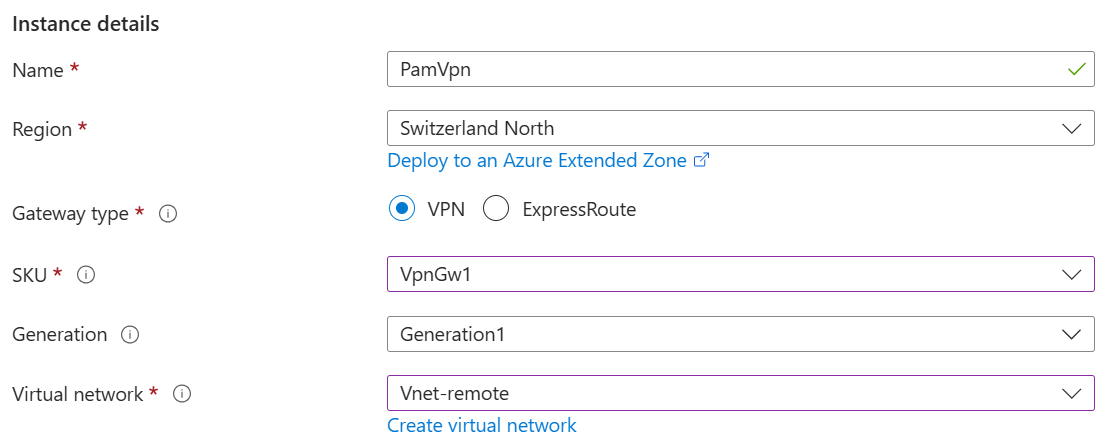 Instance details
Name *
PamVpn
Region *
Switzerland North
Deploy to an Azure Extended Zone
Gateway type *
VPN
ExpressRoute
SKU *
VpnGw1
Generation
Generation1
Virtual network *
Vnet-remote
Create virtual network